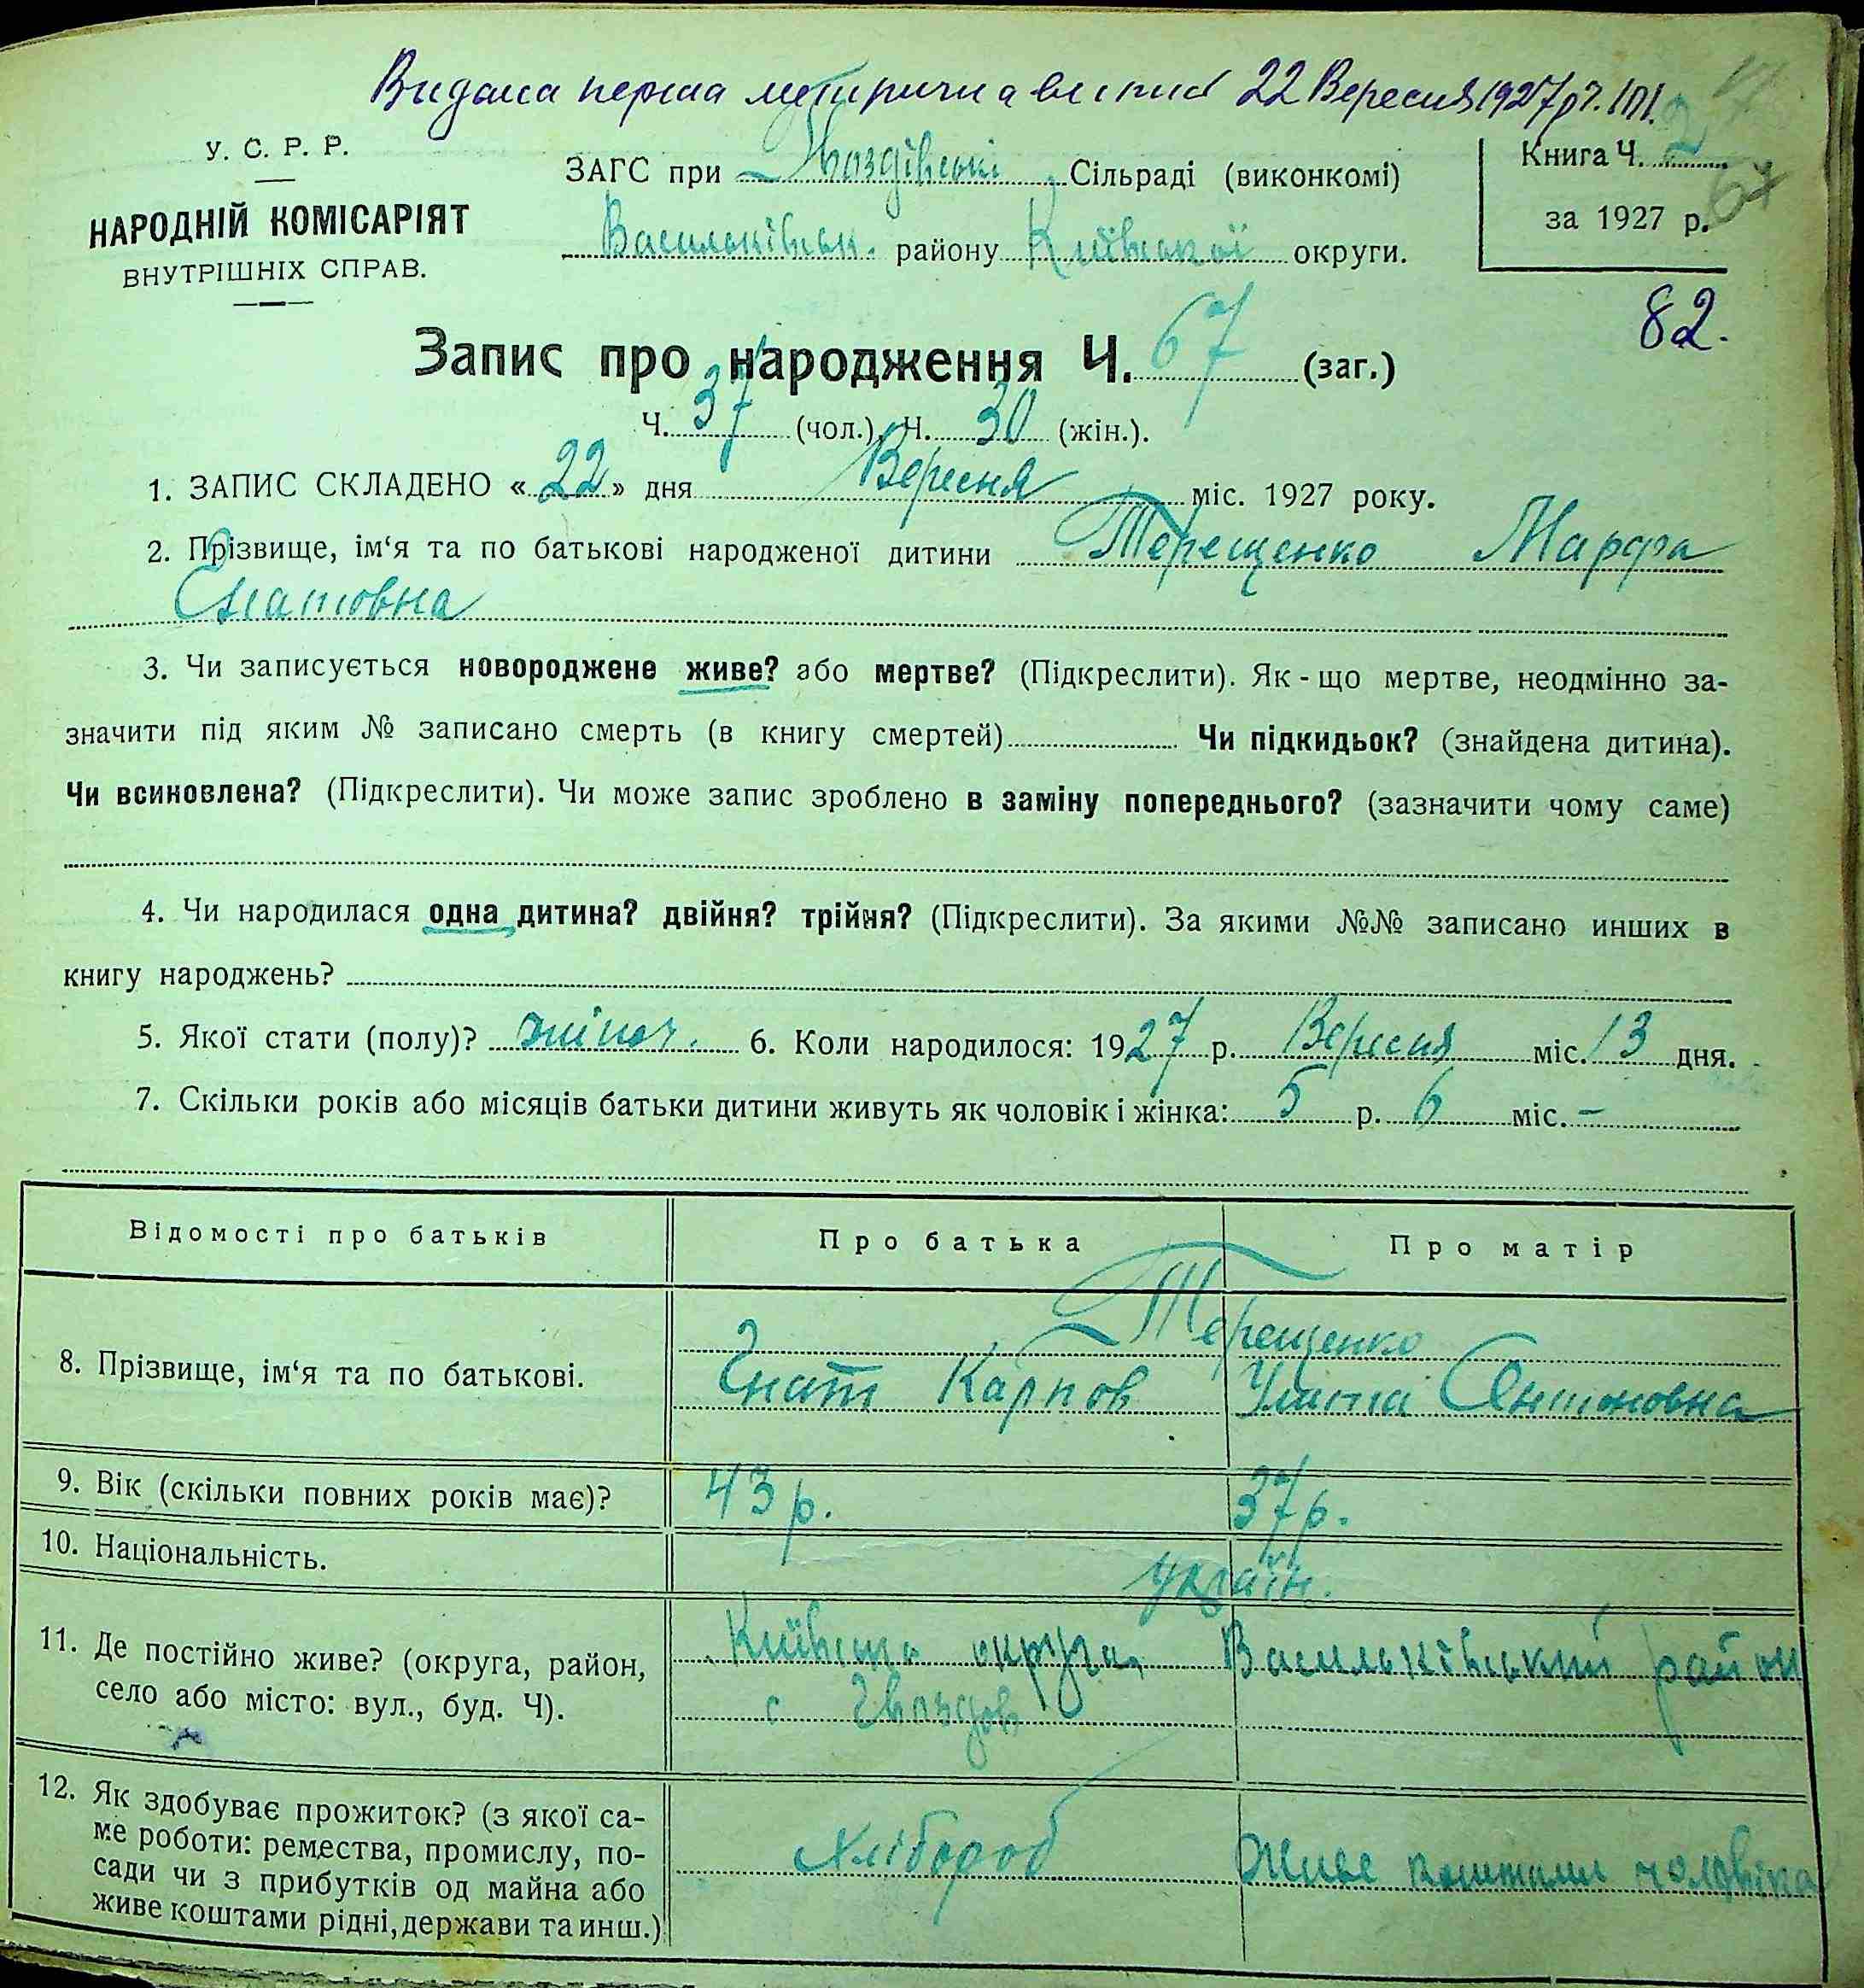 Видана перша метрична 22 Вересня 1927 р.
У. С. Р. Р.
НАРОДНІЙ КОМІСАРІЯТ
ВНУТРІШНІХ СПРАВ.
ЗАГС при Гвоздівські Сільраді (виконкомі)
Васильківськ. району Київської округи.
Книга Ч. 2
67
за 1927 р.
82.
Запис про народження Ч. 67 (заг.)
Ч. 37 (чол.), Ч. 30 (жін.).
1. ЗАПИС СКЛАДЕНО «22» дня Вересня міс. 1927 року.
2. Прізвище, ім‘я та по батькові народженої дитини Терещенко Марфа
3. Чи записується новороджене живе? або мертве? (Підкреслити). Як-що мертве, неодмінно за-
значити під яким № записано смерть (в книгу смертей) Чи підкидьок? (знайдена дитина).
Чи всиновлена? (Підкреслити). Чи може запис зроблено в заміну попереднього? (зазначити чому саме)
4. Чи народилася одна дитина? двійня? трійня? (Підкреслити). За якими №№ записано инших в
книгу народжень?
5. Якої стати (полу)? жіноч. 6. Коли народилося: 1927 р. Вересня міс. 13 дня.
7. Скільки років або місяців батьки дитини живуть як чоловік і жінка: 5 р. 6 міс. –
Відомості про батьків Про батька Про матір
Терещенко
8. Прізвище, ім‘я та по батькові. Гнат Карпов Улита Антоновна
9. Вік (скільки повних років має)? 43 р. 37 р.
10. Національність. україн.
11. Де постійно живе? (округа, район, Київська округа, Васильківський район
село або місто: вул., буд. Ч). с Гвоздов
12. Як здобуває прожиток? (з якої са-
ме роботи: ремества, промислу, по- Хлібороб Живе коштами чоловіка
сади чи з прибутків од майна або
живе коштами рідні, держави та инш.)